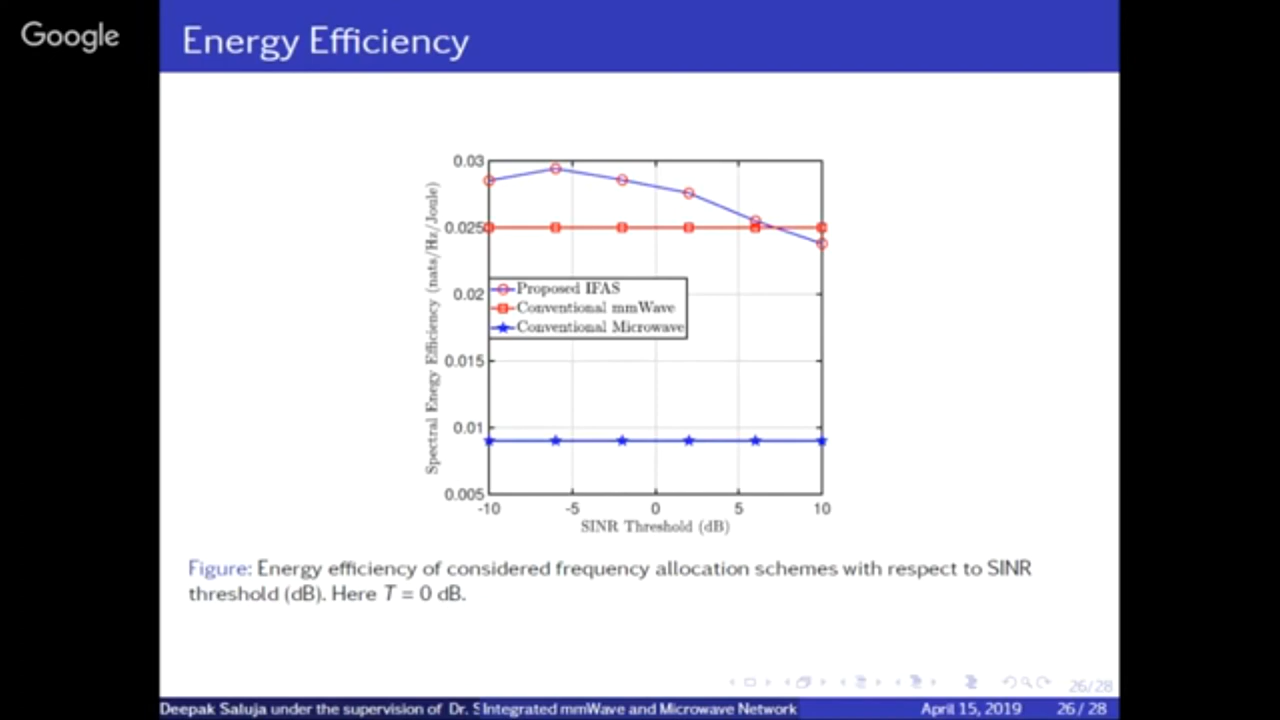 Google
Energy Efficiency
0.03
0.025
0.02
0.015
0.01
0.005
Spectral Energy Efficiency (nats/Hz/Joule)
Proposed IFAS
Conventional mmWave
Conventional Microwave
-10 -5 0 5 10
SINR Threshold (dB)
Figure: Energy efficiency of considered frequency allocation schemes with respect to SINR
threshold (dB). Here T = 0 dB.
26/28
Deepak Saluja under the supervision of Dr. S Integrated mmWave and Microwave Network April 15, 2019 26 / 28